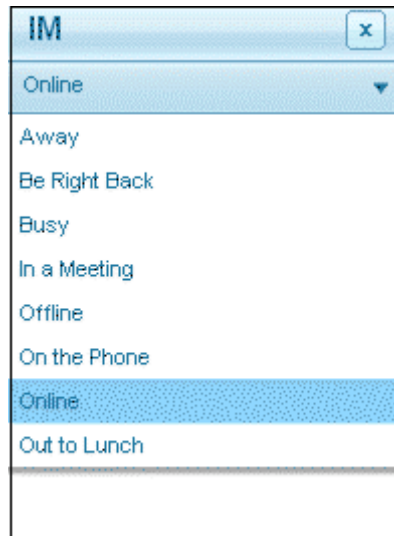 IM
x
Online
Away
Be Right Back
Busy
In a Meeting
Offline
On the Phone
Online
Out to Lunch